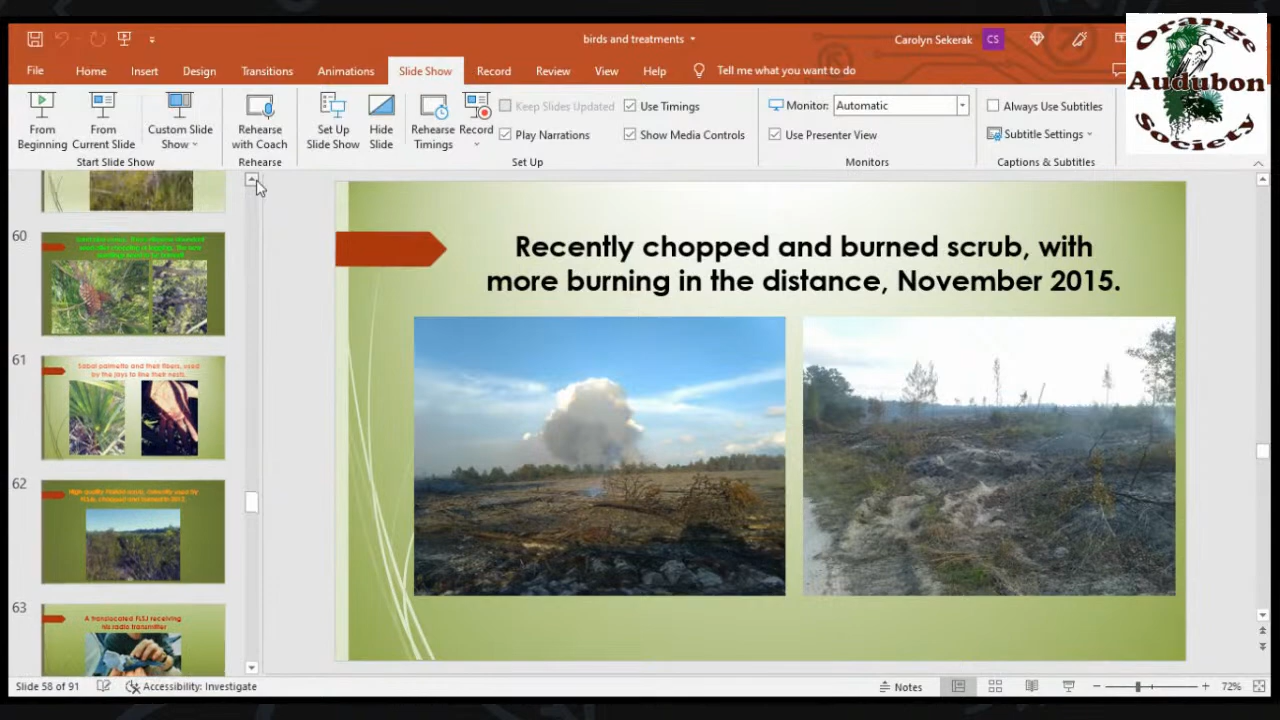 birds and treatments
Carolyn Sekerak
CS
Orange
Audubon
Society
File
Home
Insert
Design
Transitions
Animations
Slide Show
Record
Review
View
Help
Tell me what you want to do
From
Beginning
From
Current Slide
Custom Slide
Show
Start Slide Show
Rehearse
with Coach
Rehearse
Set Up
Slide Show
Hide
Slide
Rehearse
Timings
Record
Keep Slides Updated
Play Narrations
Use Timings
Show Media Controls
Set Up
Monitor:
Automatic
Use Presenter View
Monitors
Always Use Subtitles
Subtitle Settings
Captions & Subtitles
60
61
Sabal palmetto and their fibers, used
by the jays to line their nests.
62
63
A translocated FLSJ receiving
his radio transmitter
Recently chopped and burned scrub, with
more burning in the distance, November 2015.
Slide 58 of 91
Accessibility: Investigate
Notes
72%